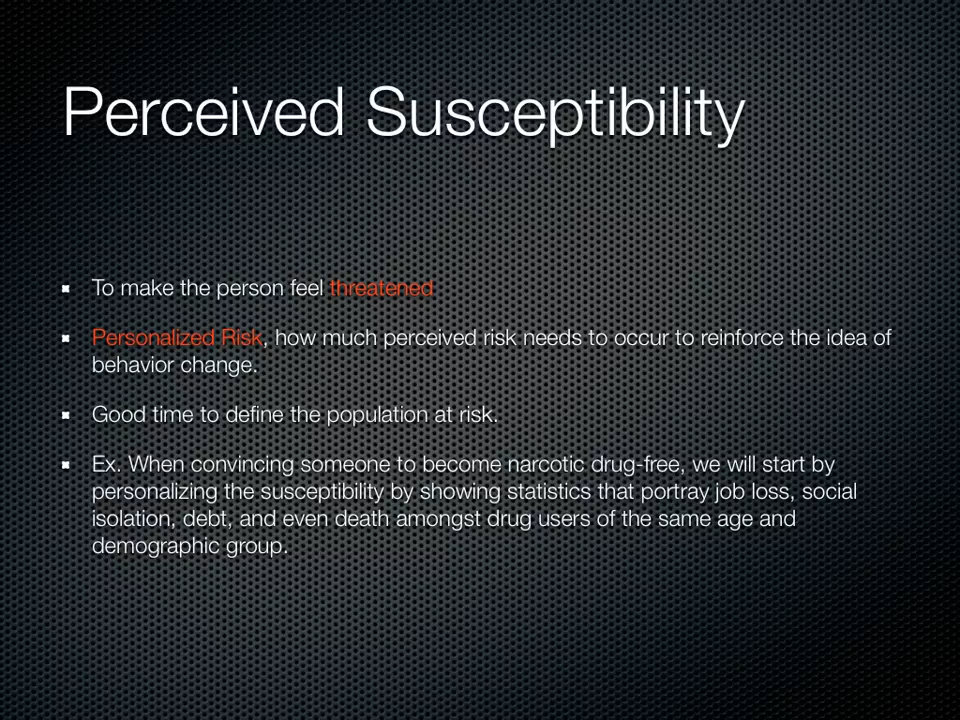 Perceived Susceptibility
To make the person feel threatened
Personalized Risk, how much perceived risk needs to occur to reinforce the idea of
behavior change.
Good time to define the population at risk.
Ex. When convincing someone to become narcotic drug-free, we will start by
personalizing the susceptibility by showing statistics that portray job loss, social
isolation, debt, and even death amongst drug users of the same age and
demographic group.